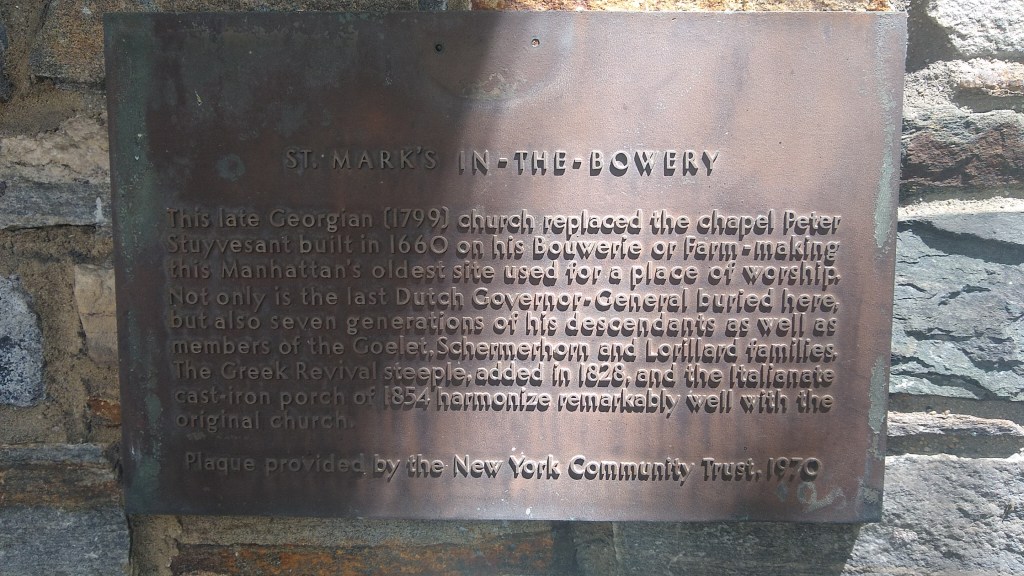 ST. MARK'S IN-THE-BOWERY
This late Georgian (1799) church replaced the chapel Peter
Stuyvesant built in 1660 on his Bouwerie or Farm-making
this Manhattan's oldest site used for a place of worship.
Not only is the last Dutch Governor-General buried here,
but also seven generations of his descendants as well as
members of the Goelet, Schermerhorn and Lorillard families.
The Greek Revival steeple, added in 1828, and the Italianate
cast-iron porch of 1854 harmonize remarkably well with the
original church.
Plaque provided by the New York Community Trust, 1970